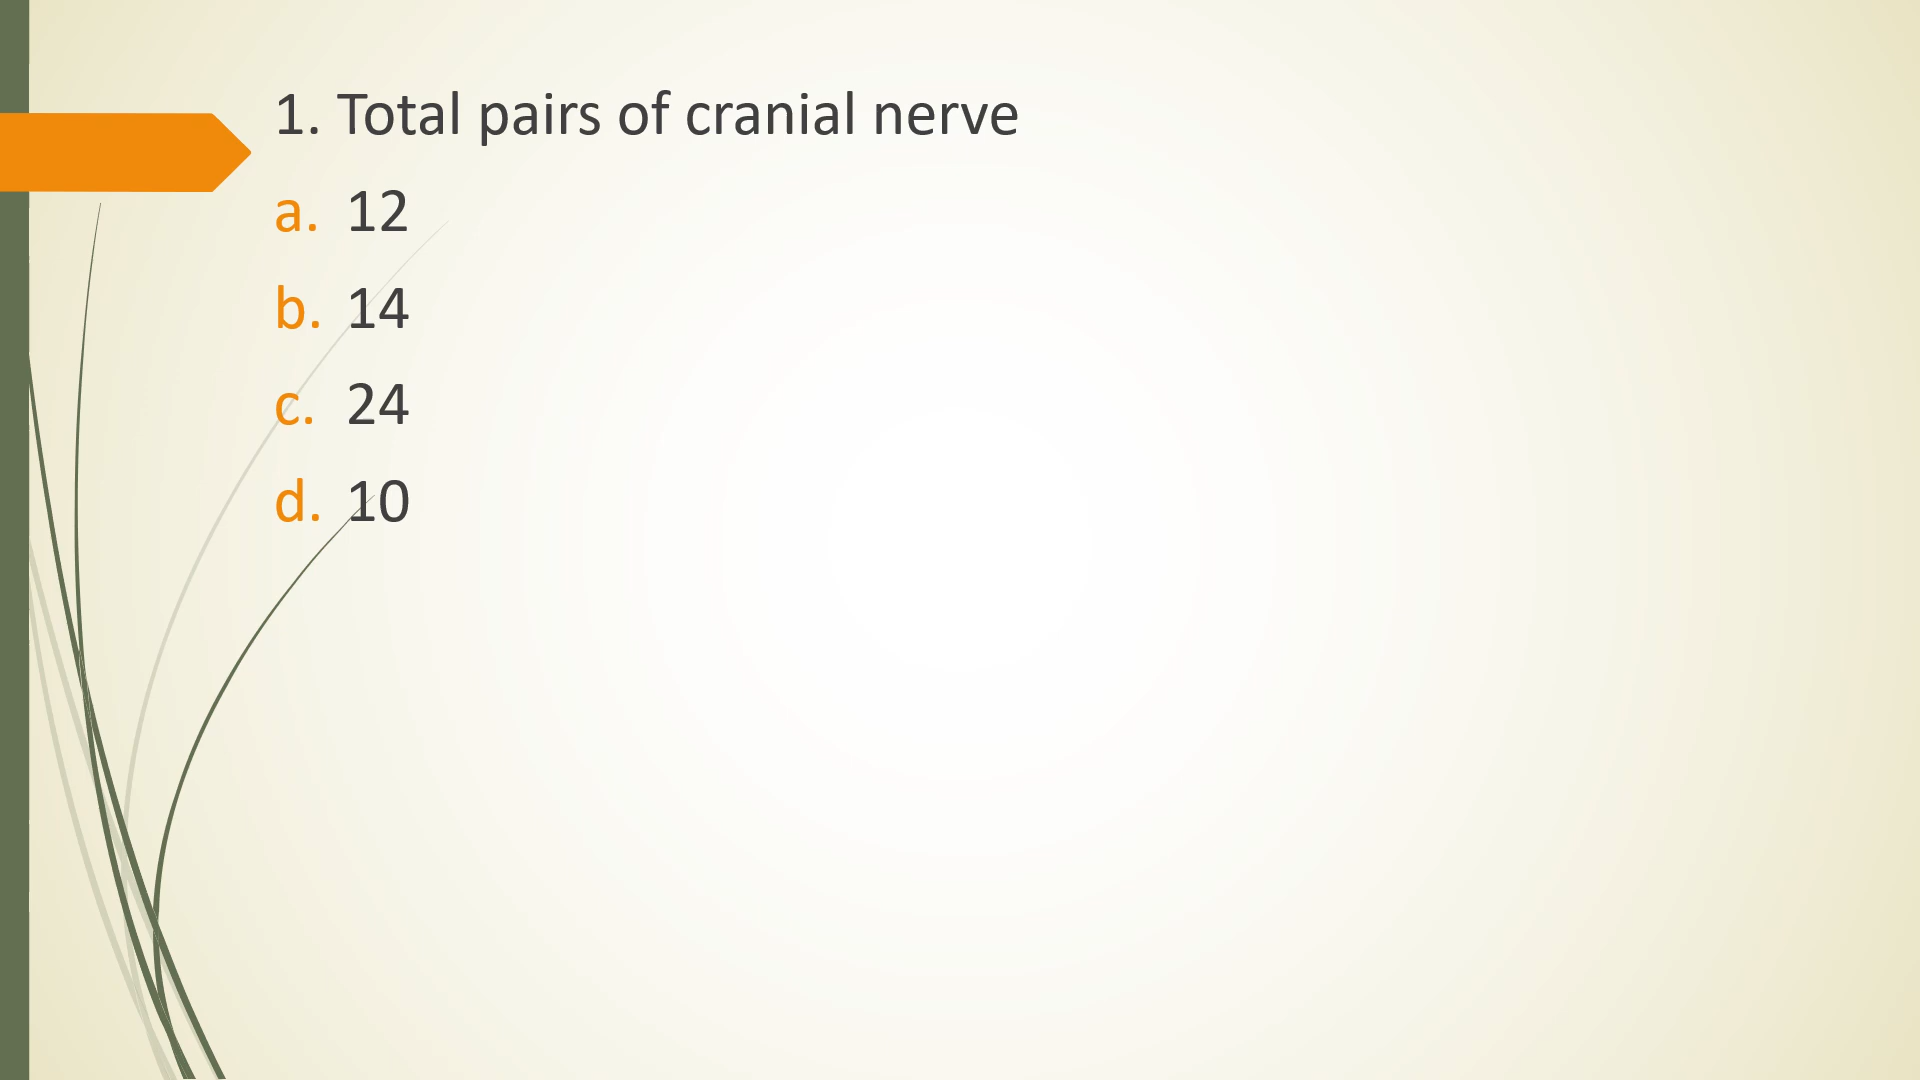 1. Total pairs of cranial nerve
a. 12
b. 14
c. 24
d. 10